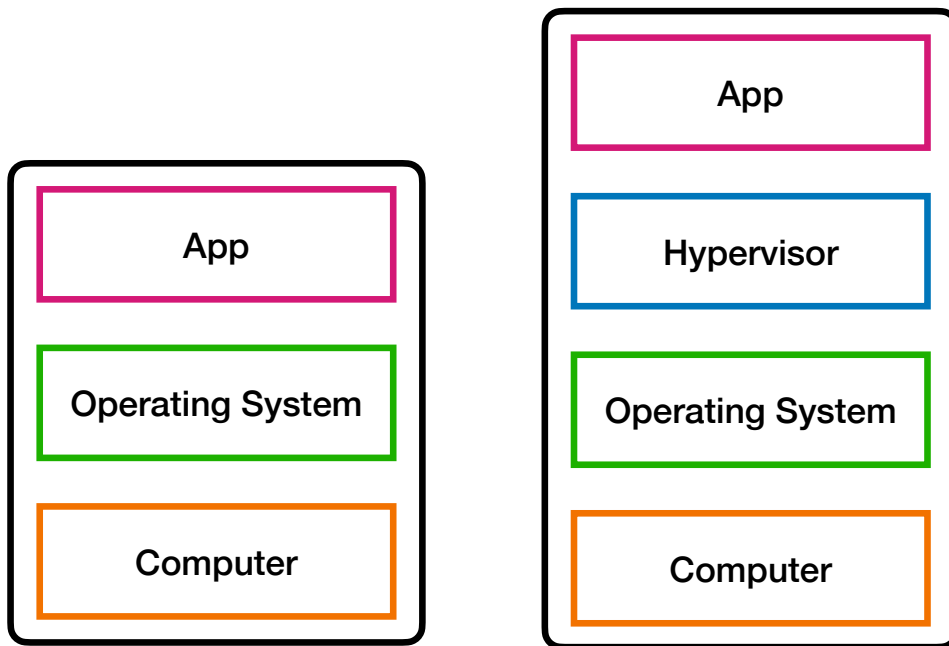 App
Operating System
Computer
App
Hypervisor
Operating System
Computer